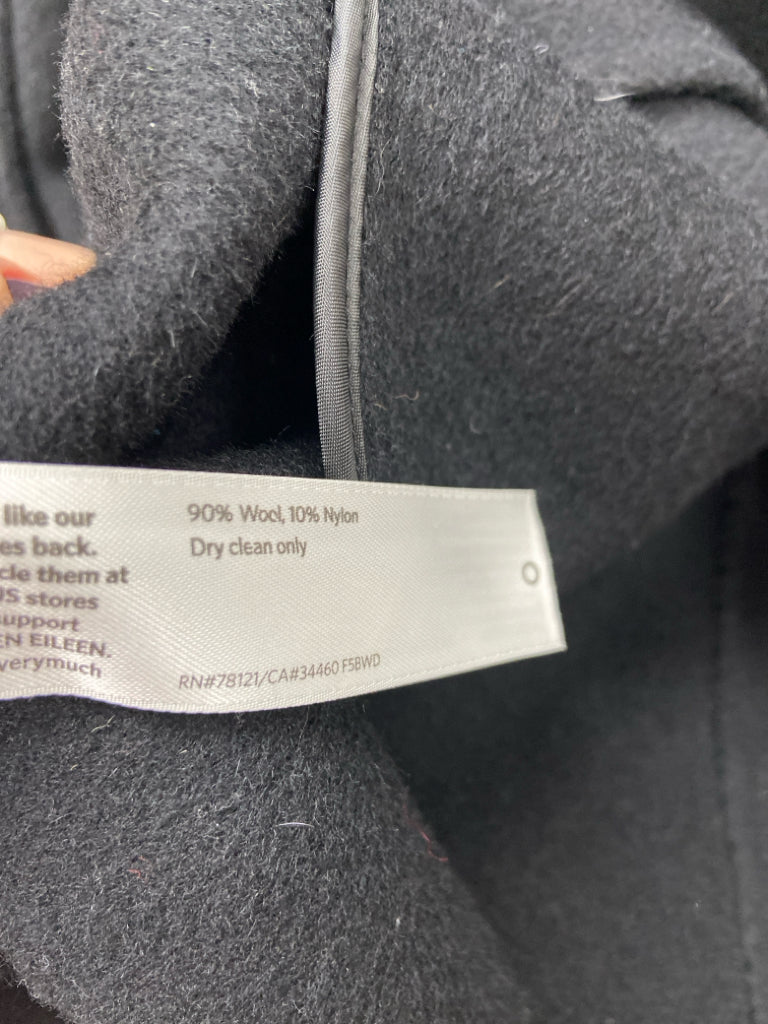 like our
es back.
cle them at
US stores
support
EN EILEEN.
verymuch
90% Wool, 10% Nylon
Dry clean only
RN#78121/CA#34460 F5BWD